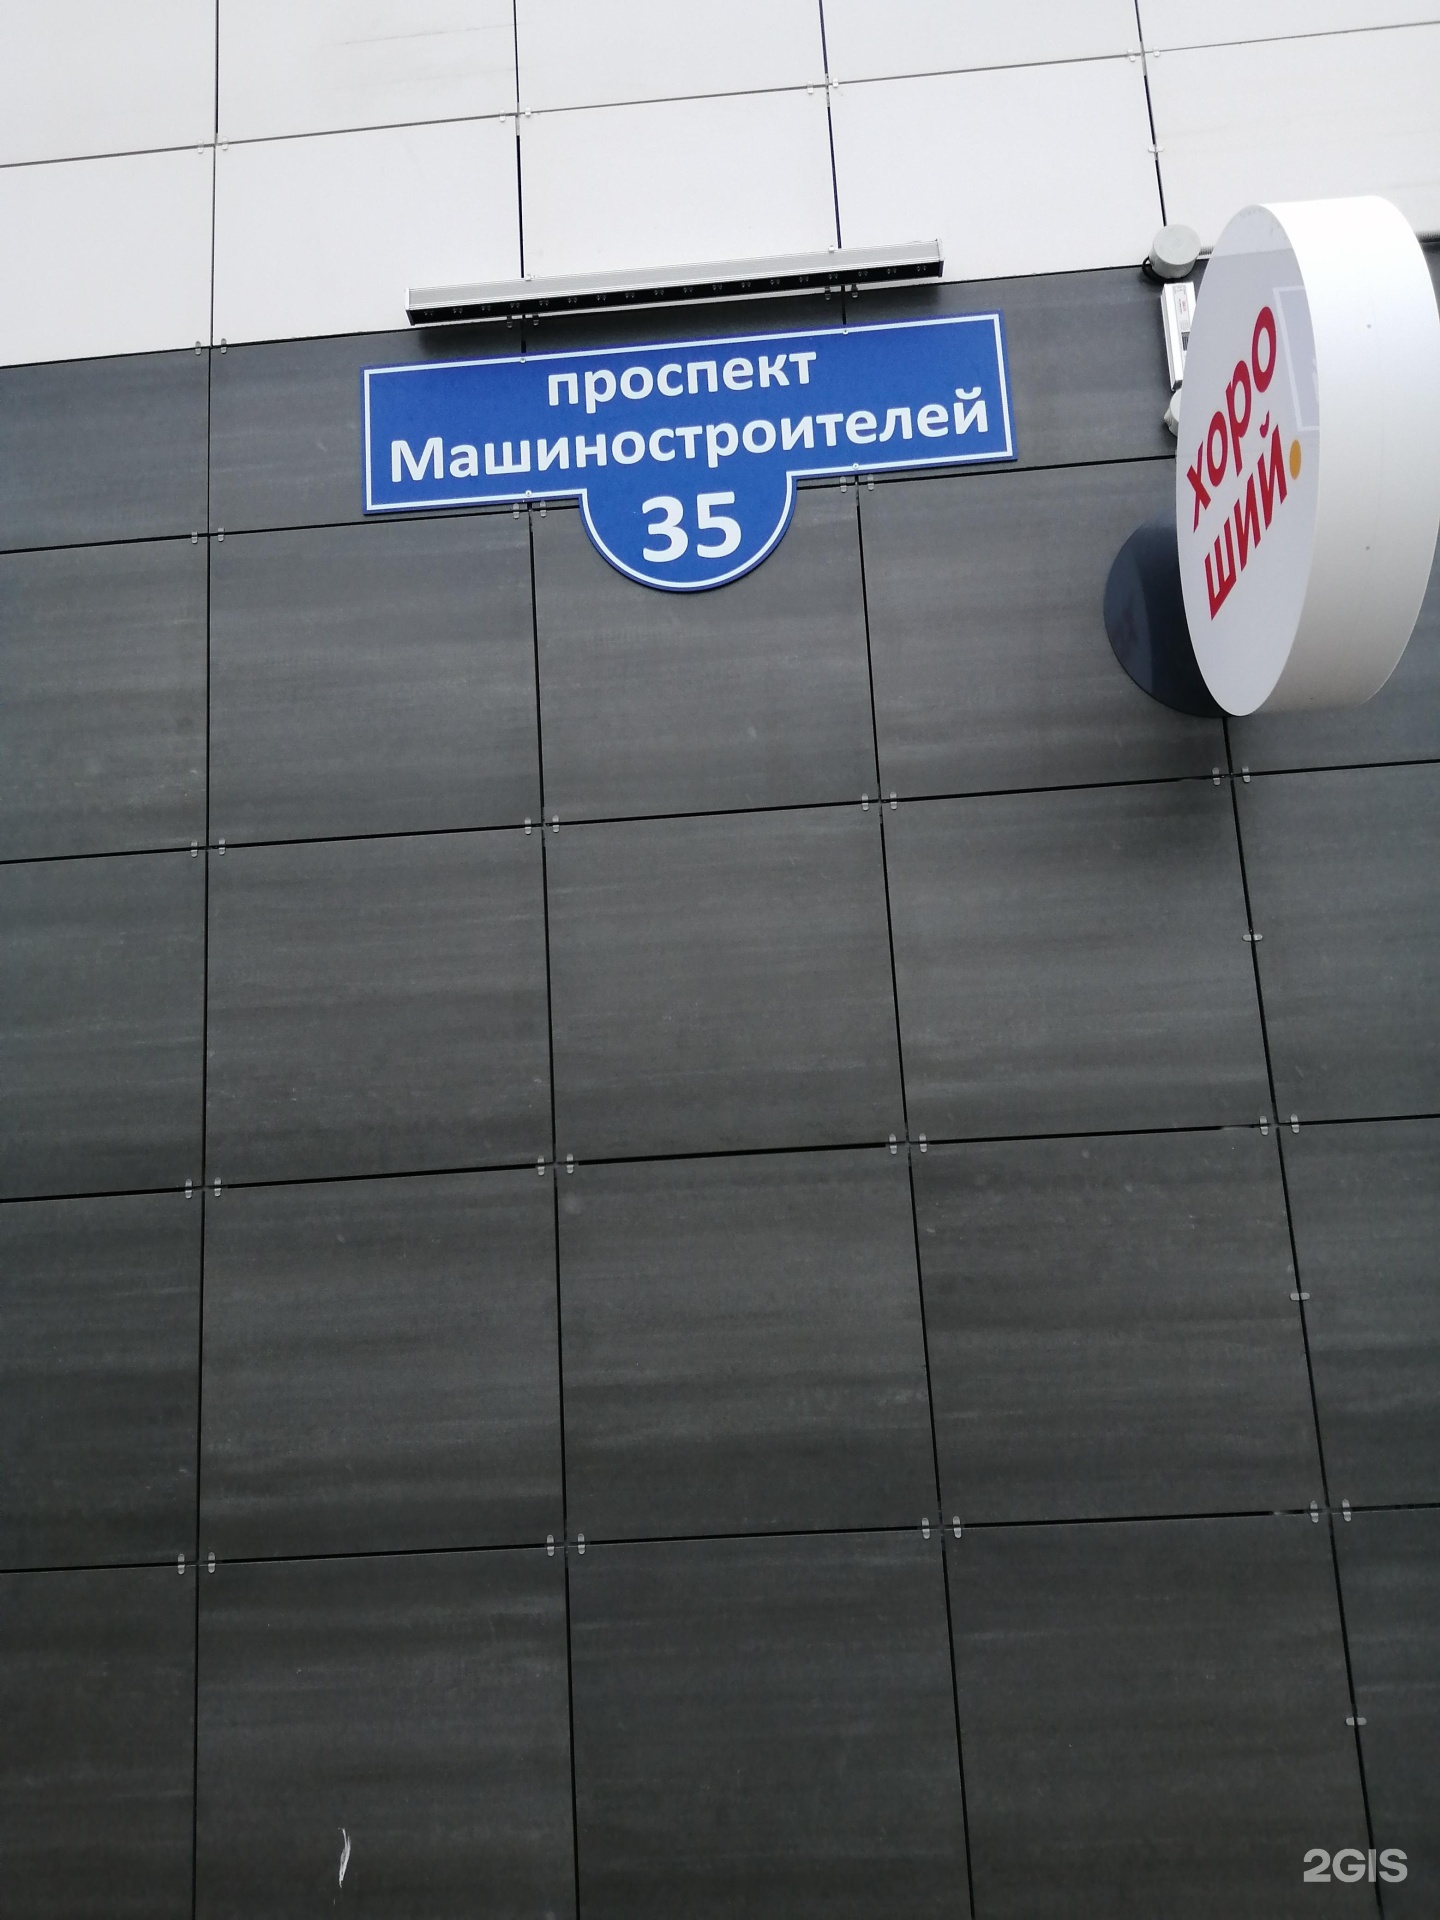 проспект
Машиностроителей
35
хоро
ший.
2GIS